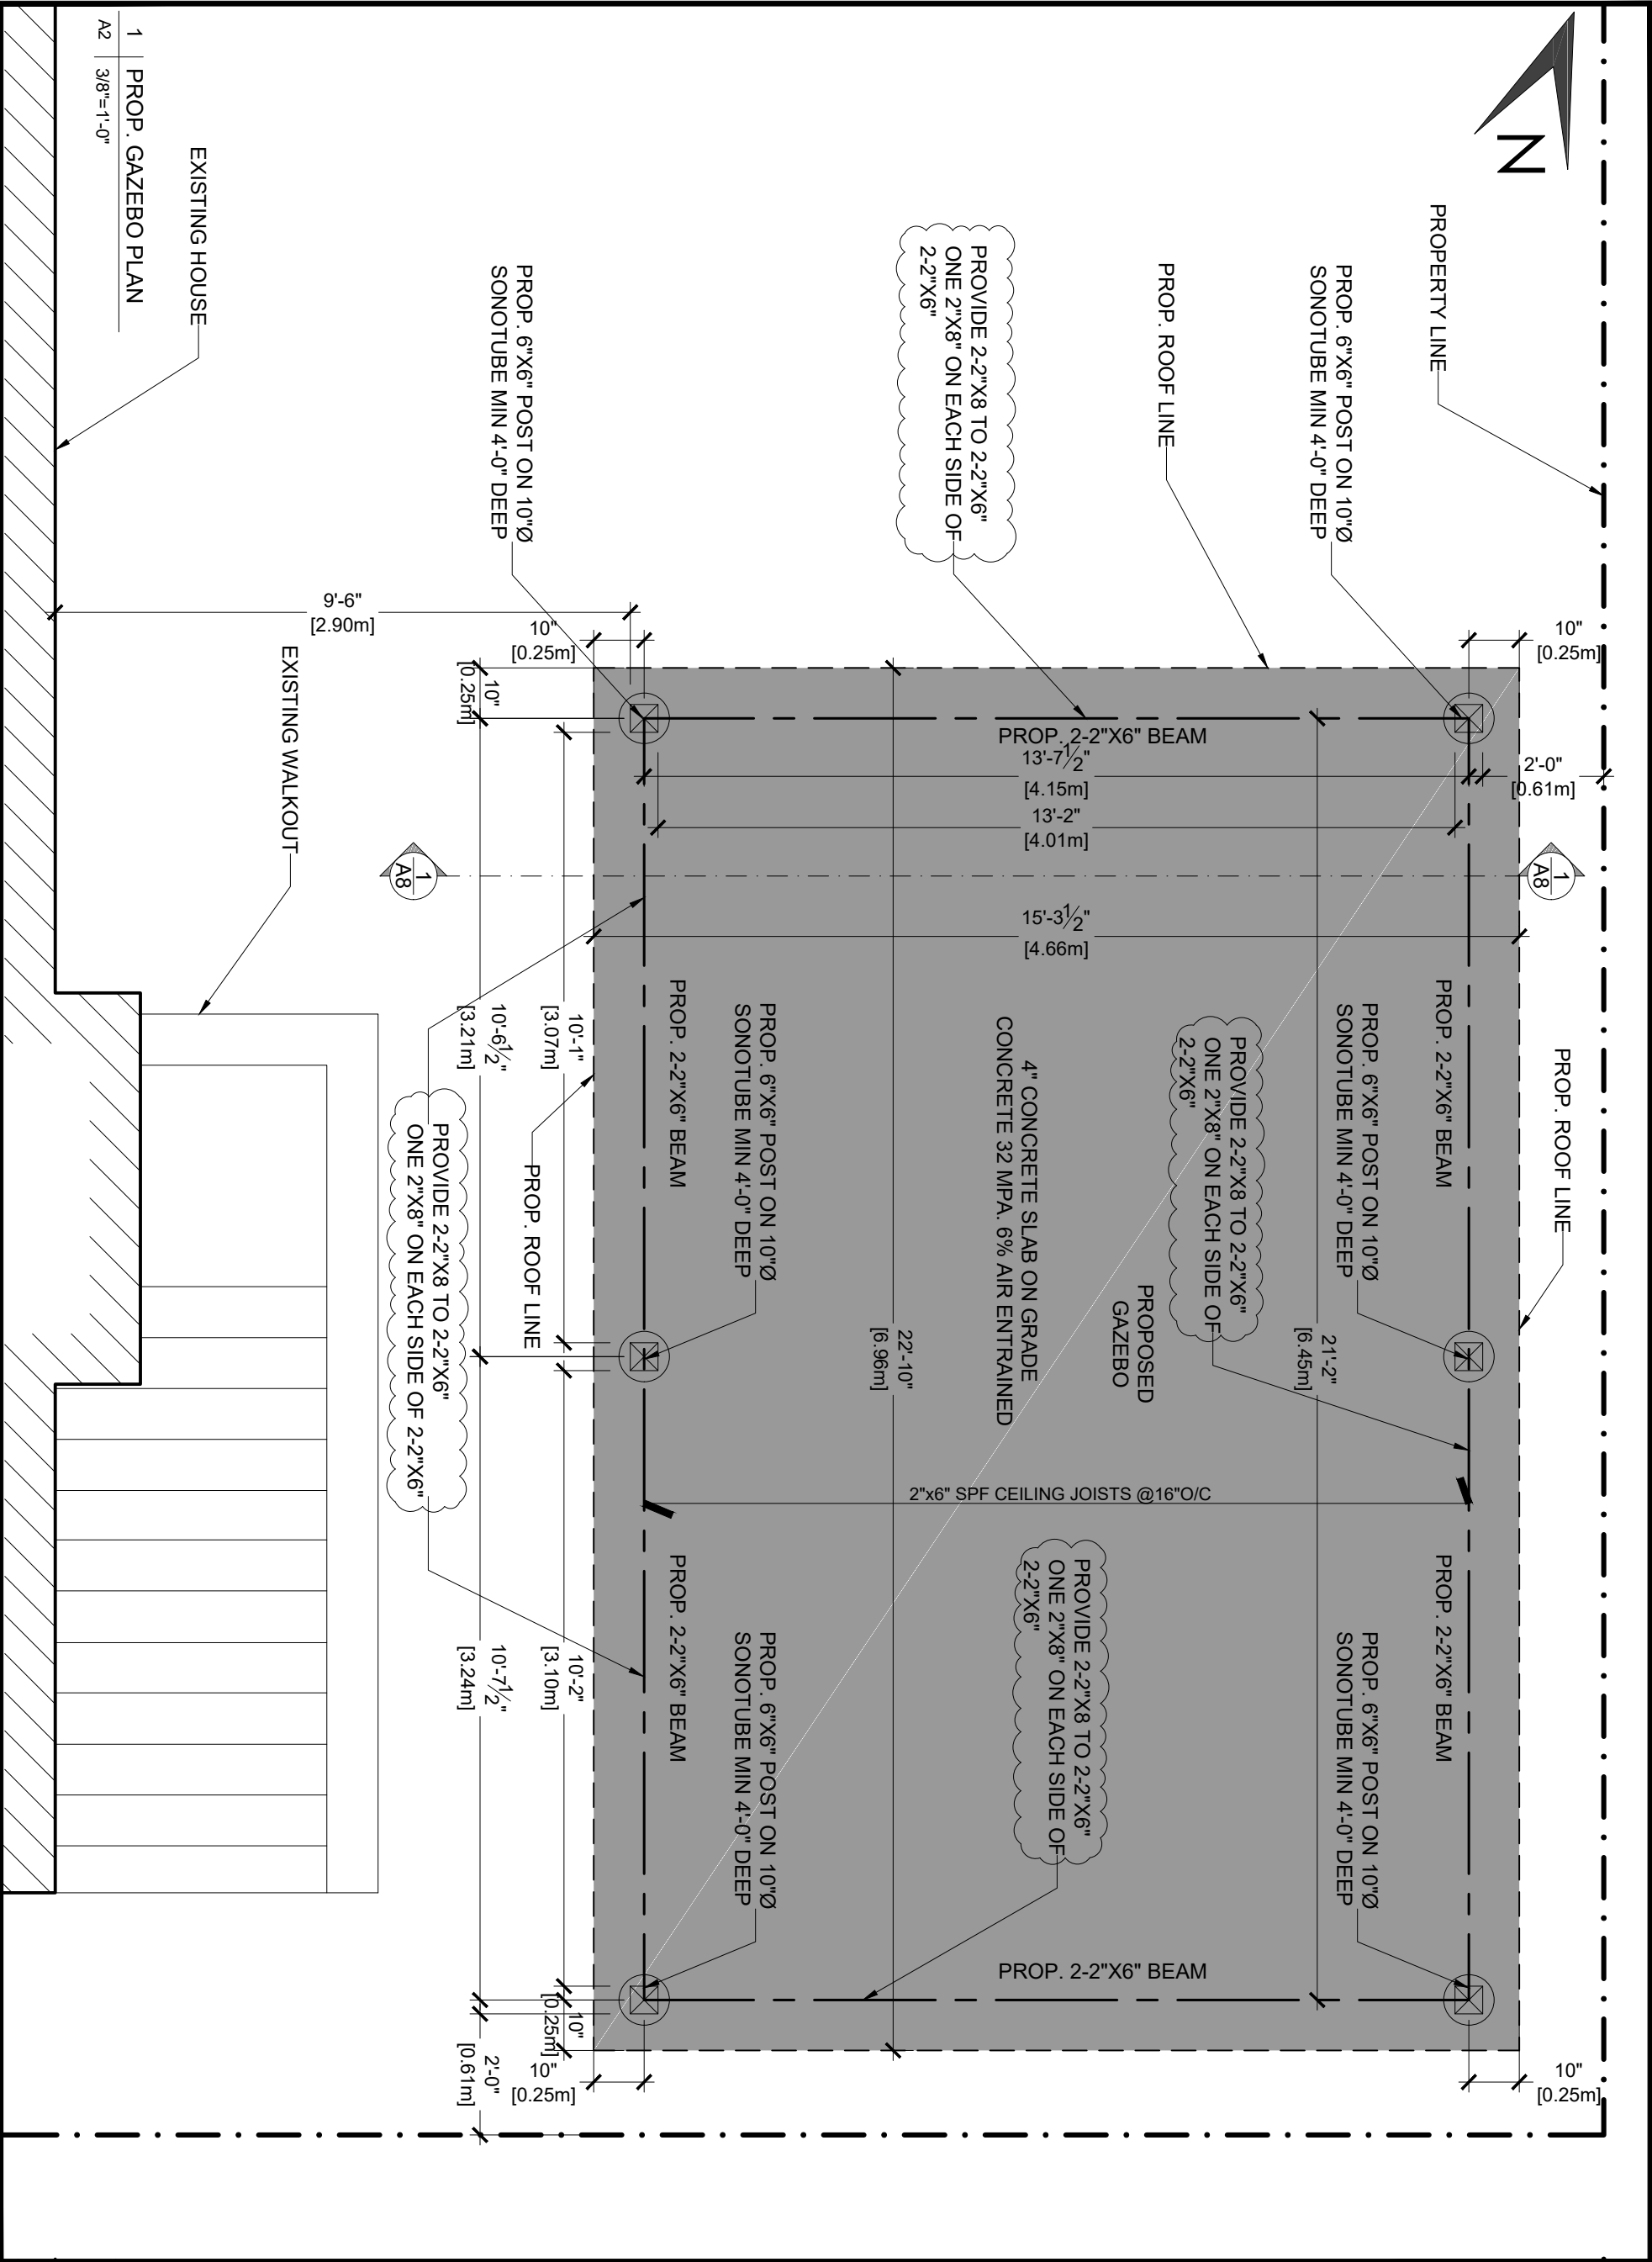 N
PROPERTY LINE
PROP. 6"X6" POST ON 10"Ø
SONOTUBE MIN 4'-0" DEEP
PROP. ROOF LINE
PROVIDE 2-2"X8 TO 2-2"X6"
ONE 2"X8" ON EACH SIDE OF
2-2"X6"
PROP. 6"X6" POST ON 10"Ø
SONOTUBE MIN 4'-0" DEEP
EXISTING HOUSE
1
A2
PROP. GAZEBO PLAN
3/8"=1'-0"
9'-6"
[2.90m]
10"
[0.25m]
10"
[0.25m]
10"
[0.25m]
PROP. 2-2"X6" BEAM
13'-7 1/2"
[4.15m]
13'-2"
[4.01m]
15'-3 1/2"
[4.66m]
2'-0"
[0.61m]
1
A8
1
A8
EXISTING WALKOUT
PROP. ROOF LINE
PROP. 2-2"X6" BEAM
PROP. 6"X6" POST ON 10"Ø
SONOTUBE MIN 4'-0" DEEP
PROVIDE 2-2"X8 TO 2-2"X6"
ONE 2"X8" ON EACH SIDE OF
2-2"X6"
21'-2"
[6.45m]
PROPOSED
GAZEBO
4" CONCRETE SLAB ON GRADE
CONCRETE 32 MPA. 6% AIR ENTRAINED
22'-10"
[6.96m]
PROP. 6"X6" POST ON 10"Ø
SONOTUBE MIN 4'-0" DEEP
PROP. 2-2"X6" BEAM
10'-1"
[3.07m]
PROP. ROOF LINE
10'-6 1/2"
[3.21m]
PROVIDE 2-2"X8 TO 2-2"X6"
ONE 2"X8" ON EACH SIDE OF 2-2"X6"
2"x6" SPF CEILING JOISTS @16"O/C
PROP. 2-2"X6" BEAM
PROP. 6"X6" POST ON 10"Ø
SONOTUBE MIN 4'-0" DEEP
PROVIDE 2-2"X8 TO 2-2"X6"
ONE 2"X8" ON EACH SIDE OF
2-2"X6"
PROP. 6"X6" POST ON 10"Ø
SONOTUBE MIN 4'-0" DEEP
PROP. 2-2"X6" BEAM
10'-2"
[3.10m]
10'-7 1/2"
[3.24m]
PROP. 2-2"X6" BEAM
10"
[0.25m]
2'-0"
[0.61m]
10"
[0.25m]
10"
[0.25m]